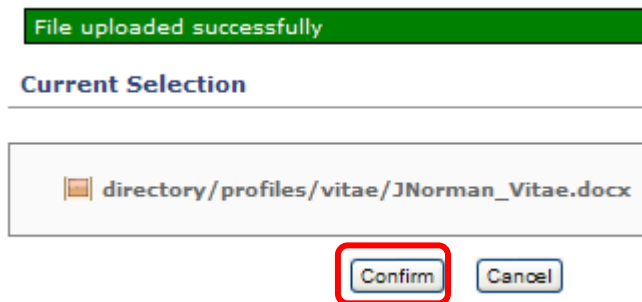 File uploaded successfully
Current Selection
directory/profiles/vitae/JNorman_Vitae.docx
Confirm Cancel